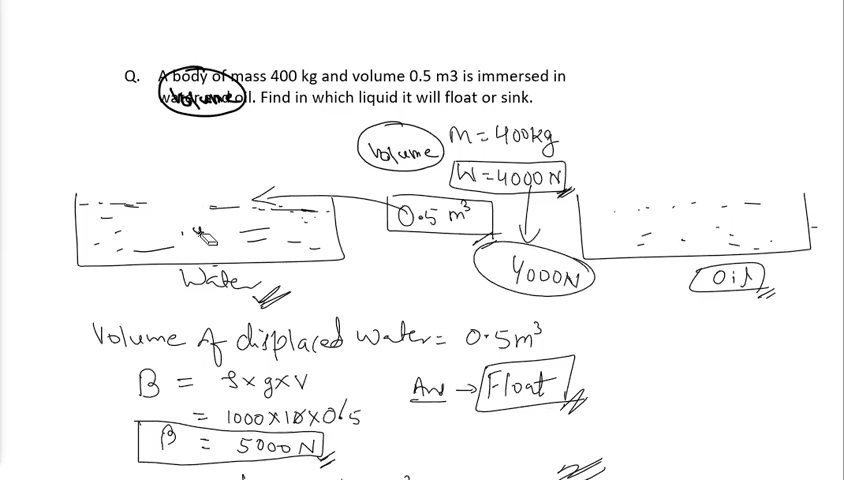 Q. A body of mass 400 kg and volume 0.5 m3 is immersed in
volume oil. Find in which liquid it will float or sink.
Volume M = 400kg
W = 4000 N
0.5 m³
4000N
Water
Oil
Volume of displaced water = 0.5m³
B = ρ×g×V
Ans → Float
= 1000×10×0.5
B = 5000 N